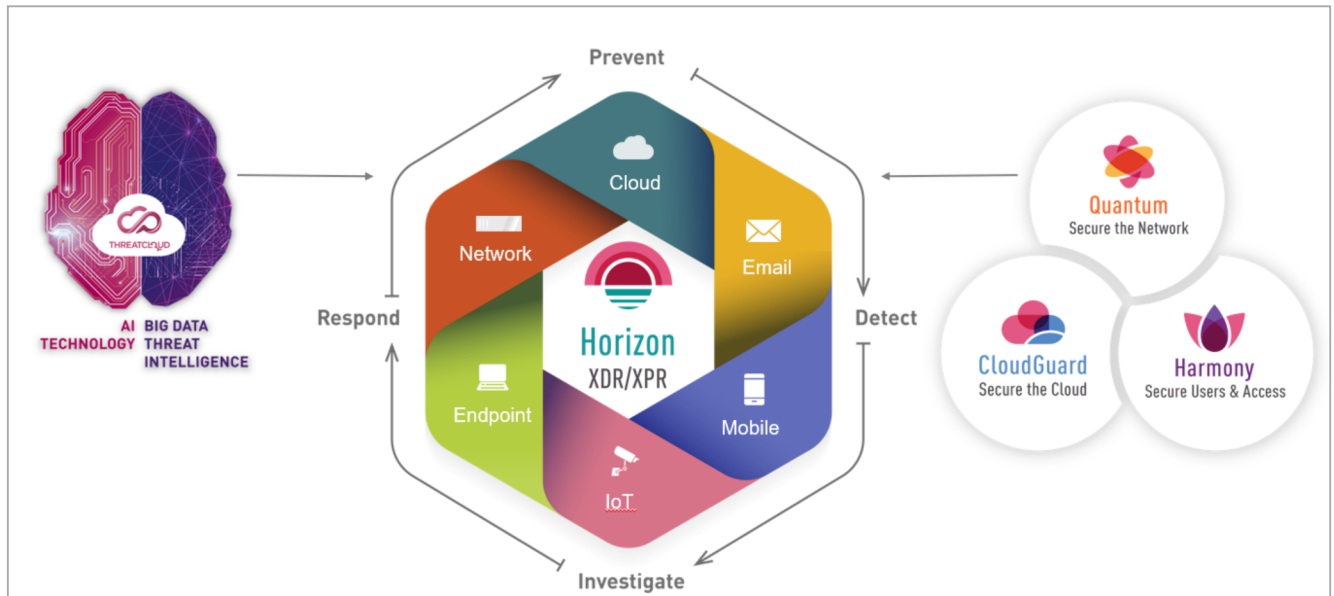 Prevent
Cloud
Network
Email
THREATCLOUD
AI
TECHNOLOGY
BIG DATA
THREAT
INTELLIGENCE
Respond
Horizon
XDR/XPR
Detect
Endpoint
Mobile
IoT
Investigate
Quantum
Secure the Network
CloudGuard
Secure the Cloud
Harmony
Secure Users & Access